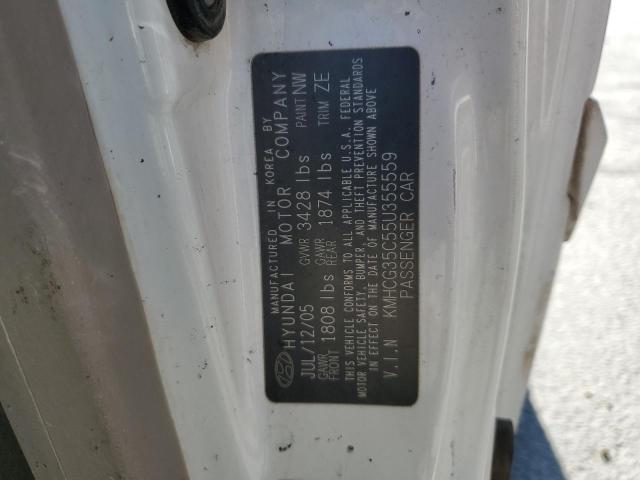 MANUFACTURED IN KOREA BY
HYUNDAI MOTOR COMPANY
JUL/12/05 GVWR 3428 lbs PAINT NW
GAWR FRONT 1808 lbs GAWR REAR 1874 lbs TRIM ZE
THIS VEHICLE CONFORMS TO ALL APPLICABLE U.S.A. FEDERAL
MOTOR VEHICLE SAFETY, BUMPER, AND THEFT PREVENTION STANDARDS
IN EFFECT ON THE DATE OF MANUFACTURE SHOWN ABOVE
V.I.N KMHCG35C55U355559
PASSENGER CAR